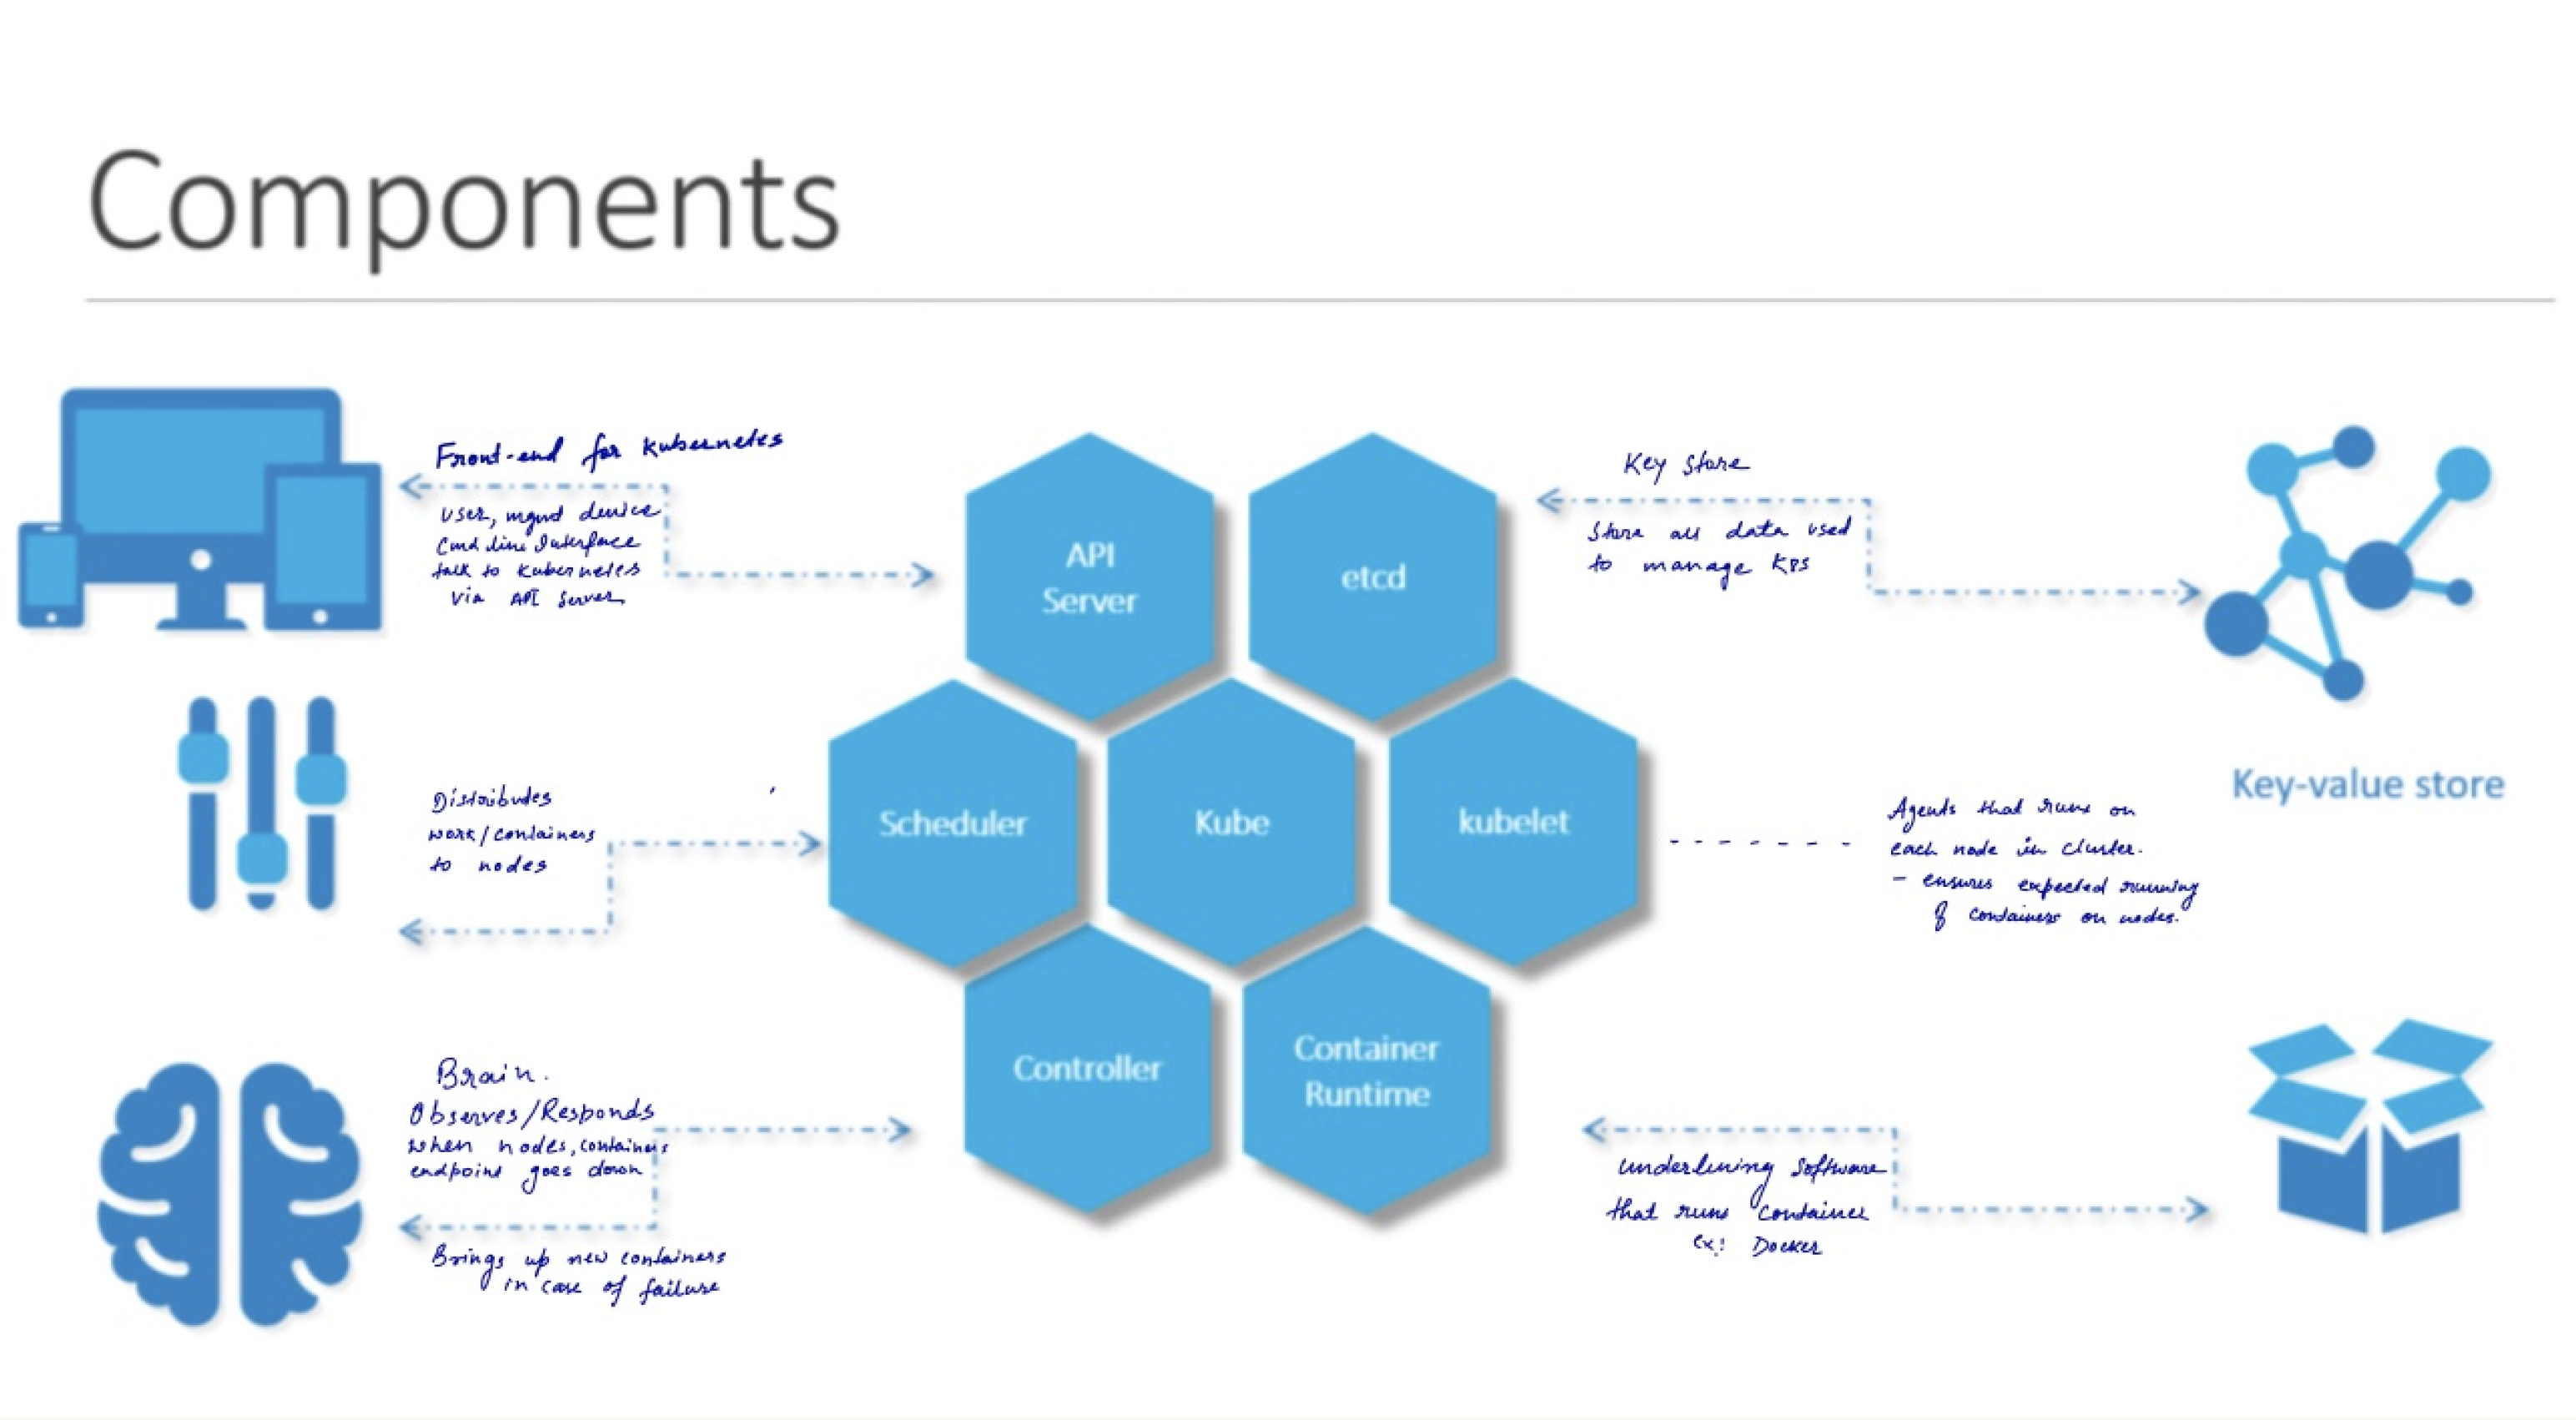 Components
Front-end for Kubernetes
User, mgmt device
Cmd line Interface
talk to Kubernetes
via API Server
API
Server
etcd
Key Store
Store all data used
to manage K8s
Key-value store
Distributes
work/containers
to nodes
Scheduler
Kube
kubelet
Agents that runs on
each node in cluster.
- ensures expected running
of containers on nodes.
Brain.
Observes/Responds
when nodes, containers
endpoint goes down
Brings up new containers
in case of failure
Controller
Container
Runtime
underlining software
that runs container
ex: Docker